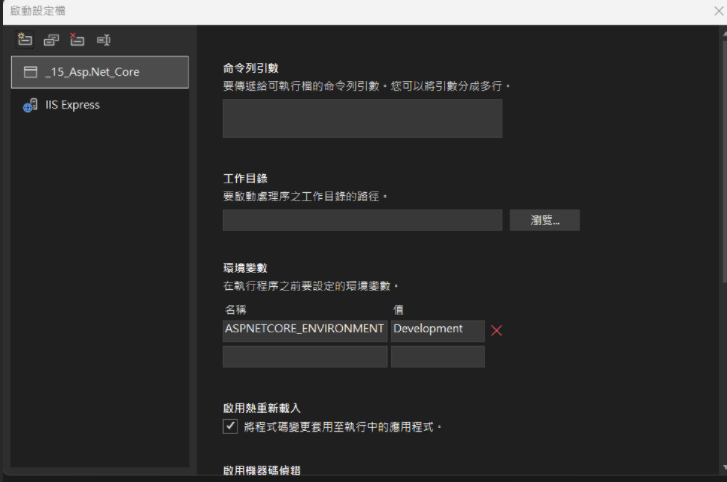 啟動設定檔
_15_Asp.Net_Core
IIS Express
命令列引數
要傳遞給可執行檔的命令列引數。您可以將引數分成多行。
工作目錄
要啟動處理序之工作目錄的路徑。
瀏覽...
環境變數
在執行程序之前要設定的環境變數。
名稱 值
ASPNETCORE_ENVIRONMENT Development
啟用熱重新載入
將程式碼變更套用至執行中的應用程式。
啟用機器碼偵錯